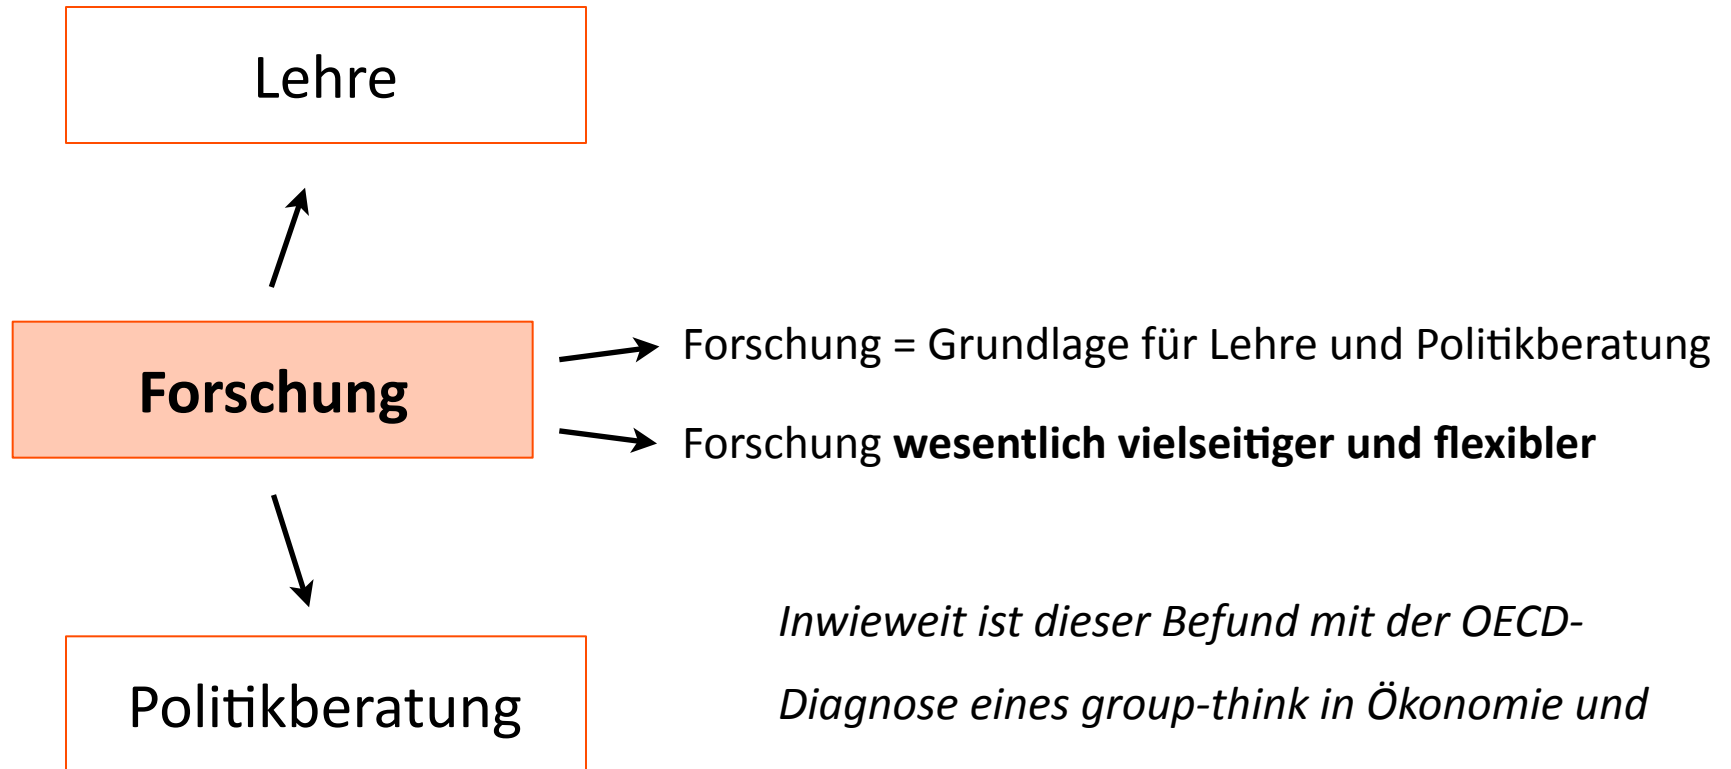 Lehre
Forschung
Forschung = Grundlage für Lehre und Politikberatung
Forschung wesentlich vielseitiger und flexibler
Politikberatung
Inwieweit ist dieser Befund mit der OECD-
Diagnose eines group-think in Ökonomie und